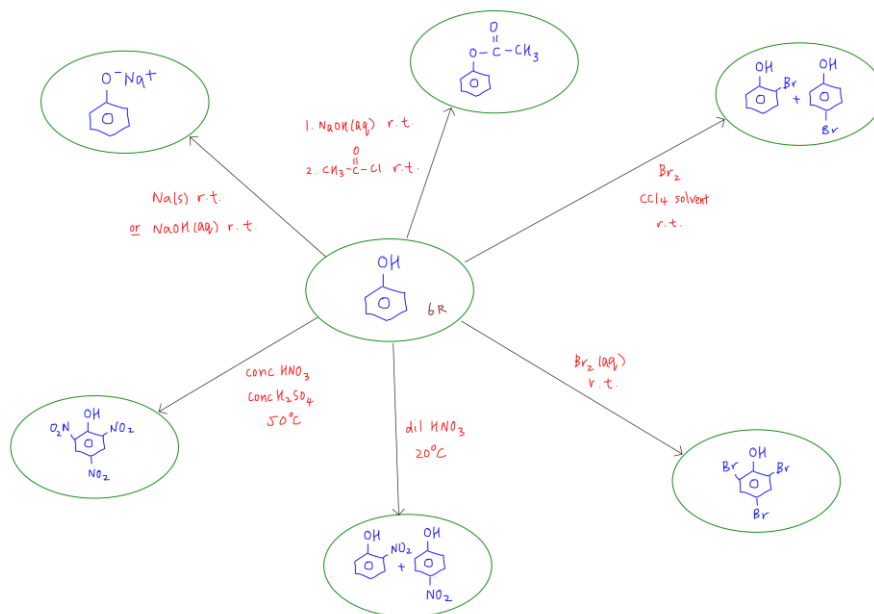 O⁻Na⁺
O
O-C-CH₃
OH
Br
+
OH
Br
1. NaOH(aq) r.t.
O
2. CH₃-C-Cl r.t.
Na(s) r.t.
or NaOH(aq) r.t.
Br₂
CCl₄ solvent
r.t.
OH
6R
conc HNO₃
Conc H₂SO₄
50°C
dil HNO₃
20°C
Br₂(aq)
r.t.
OH
O₂N NO₂
NO₂
OH
NO₂
+
OH
NO₂
OH
Br Br
Br